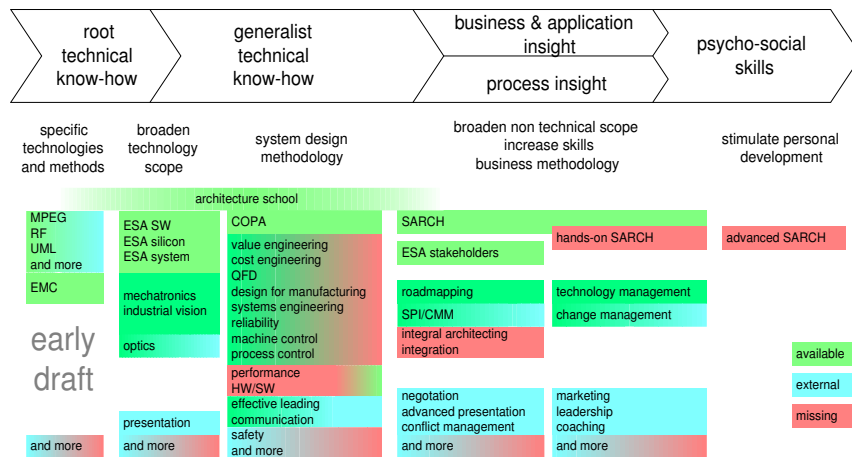 root
technical
know-how
generalist
technical
know-how
business & application
insight
process insight
psycho-social
skills
specific
technologies
and methods
broaden
technology
scope
system design
methodology
broaden non technical scope
increase skills
business methodology
stimulate personal
development
architecture school
MPEG
RF
UML
and more
EMC
early
draft
and more
ESA SW
ESA silicon
ESA system
mechatronics
industrial vision
optics
presentation
and more
COPA
value engineering
cost engineering
QFD
design for manufacturing
systems engineering
reliability
machine control
process control
performance
HW/SW
effective leading
communication
safety
and more
SARCH
ESA stakeholders
roadmapping
SPI/CMM
integral architecting
integration
negotation
advanced presentation
conflict management
and more
hands-on SARCH
technology management
change management
marketing
leadership
coaching
and more
advanced SARCH
available
external
missing